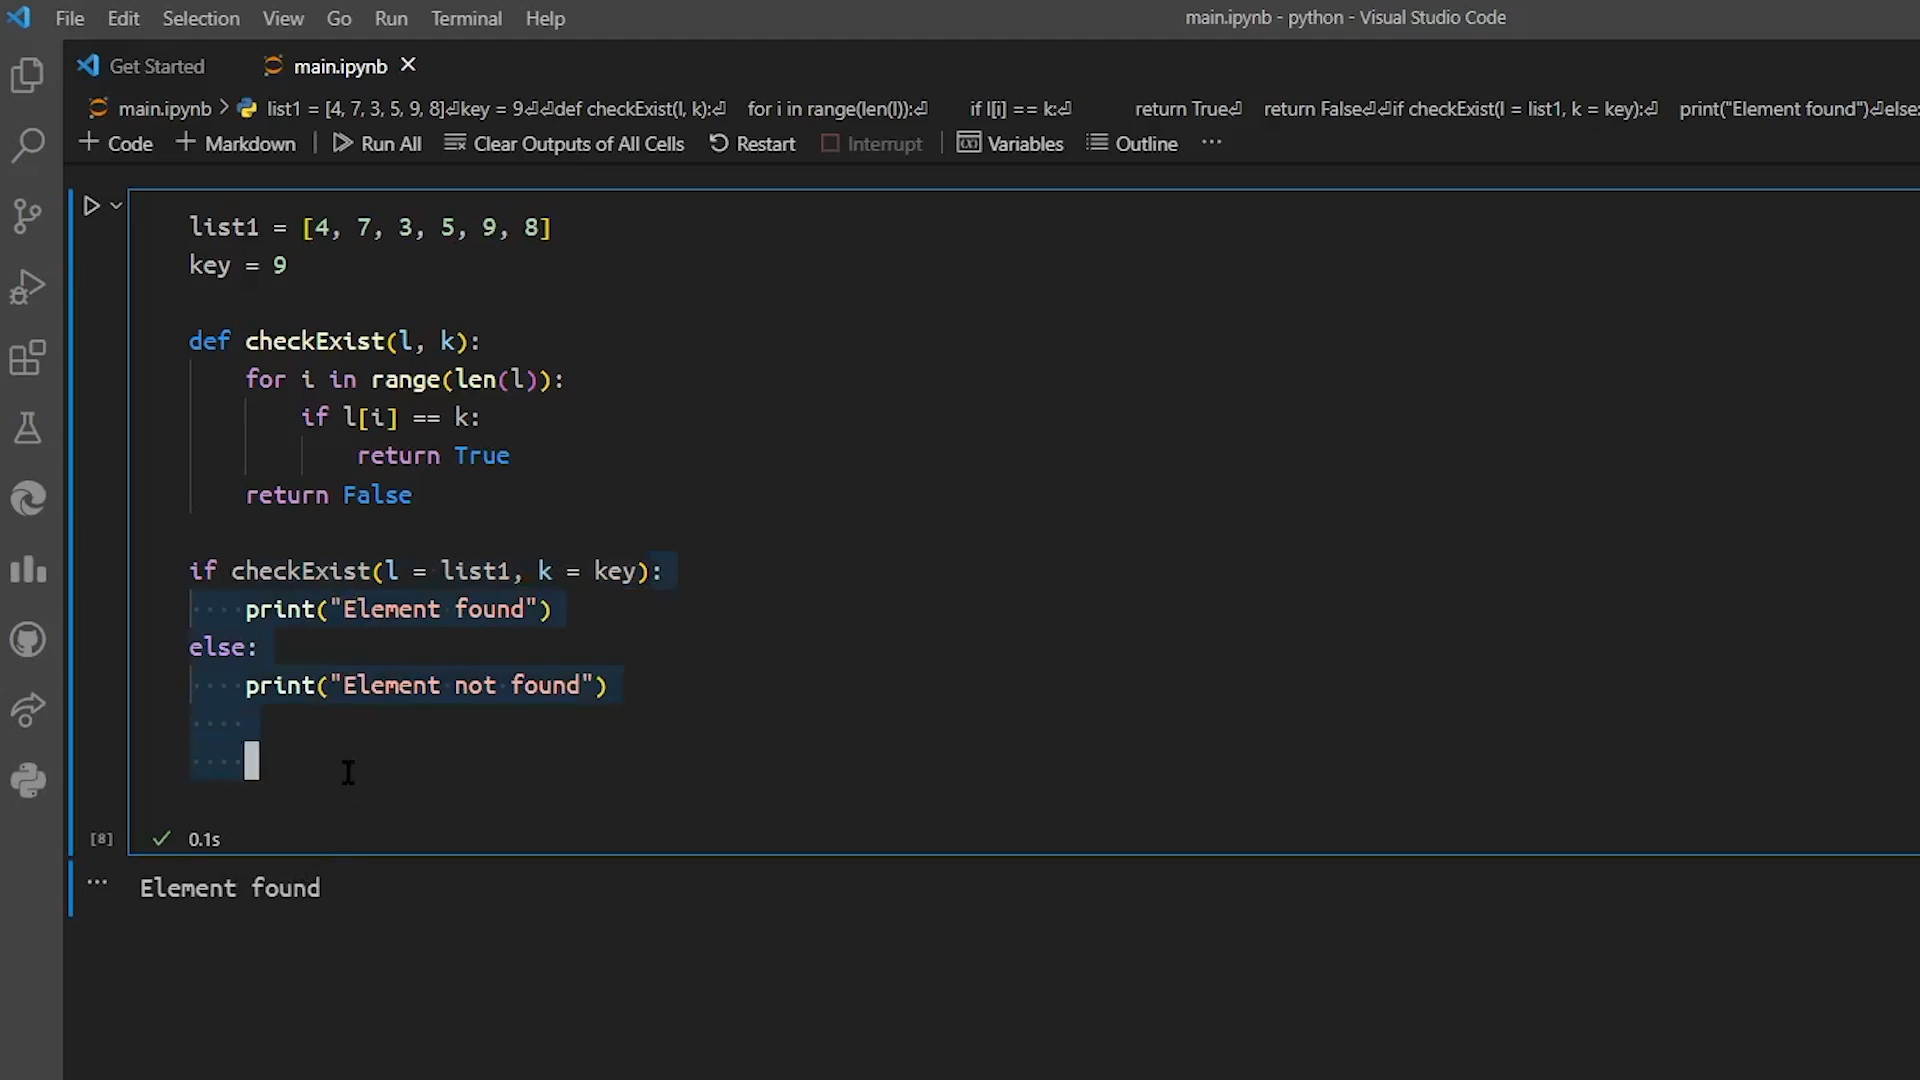 File Edit Selection View Go Run Terminal Help
main.ipynb - python - Visual Studio Code
Get Started main.ipynb
main.ipynb > list1 = [4, 7, 3, 5, 9, 8]⏎key = 9⏎⏎def checkExist(l, k):⏎ for i in range(len(l)):⏎ if l[i] == k:⏎ return True⏎ return False⏎⏎if checkExist(l = list1, k = key):⏎ print("Element found")⏎else:
+ Code + Markdown Run All Clear Outputs of All Cells Restart Interrupt Variables Outline ...
list1 = [4, 7, 3, 5, 9, 8]
key = 9
def checkExist(l, k):
    for i in range(len(l)):
        if l[i] == k:
            return True
    return False
if checkExist(l = list1, k = key):
    print("Element found")
else:
    print("Element not found")
[8] 0.1s
... Element found